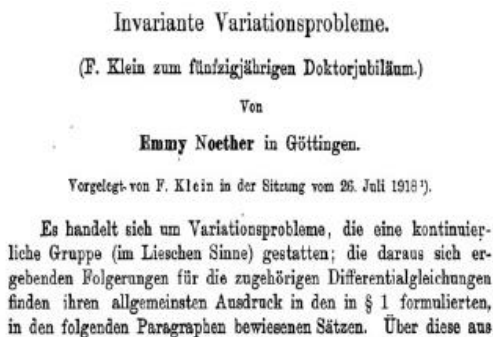 Invariante Variationsprobleme.
(F. Klein zum fünfzigjährigen Doktorjubiläum.)
Von
Emmy Noether in Göttingen.
Vorgelegt von F. Klein in der Sitzung vom 26. Juli 1918¹).
Es handelt sich um Variationsprobleme, die eine kontinuier-
liche Gruppe (im Lieschen Sinne) gestatten; die daraus sich er-
gebenden Folgerungen für die zugehörigen Differentialgleichungen
finden ihren allgemeinsten Ausdruck in den in § 1 formulierten,
in den folgenden Paragraphen bewiesenen Sätzen. Über diese aus